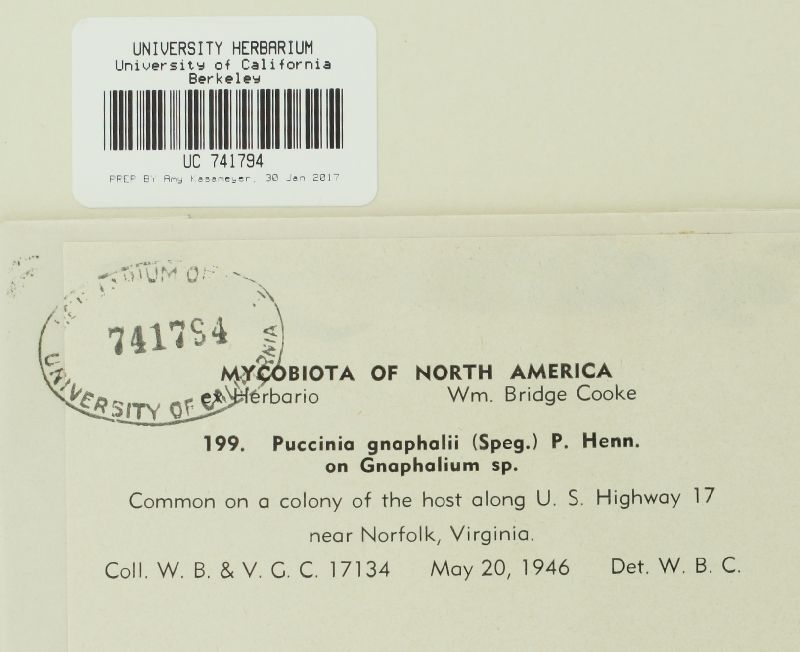 UNIVERSITY HERBARIUM
University of California
Berkeley
UC 741794
PREP BY Amy Kasameyer, 30 Jan 2017
741794
UNIVERSITY OF CALIFORNIA
MYCOBIOTA OF NORTH AMERICA
ex Herbario Wm. Bridge Cooke
199. Puccinia gnaphalii (Speg.) P. Henn.
on Gnaphalium sp.
Common on a colony of the host along U. S. Highway 17
near Norfolk, Virginia.
Coll. W. B. & V. G. C. 17134 May 20, 1946 Det. W. B. C.